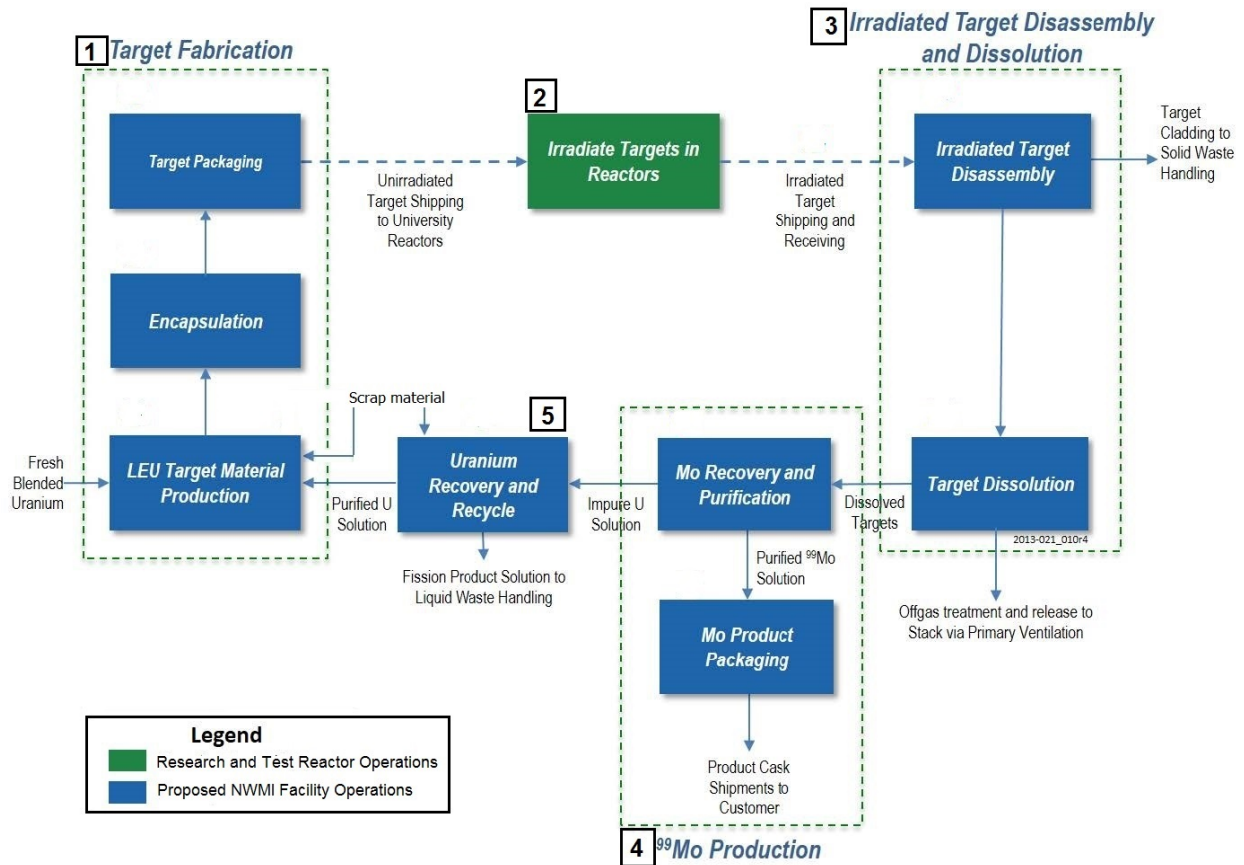 1
Target Fabrication
3
Irradiated Target Disassembly
and Dissolution
2
Target Packaging
Irradiate Targets in
Reactors
Irradiated Target
Disassembly
Target
Cladding to
Solid Waste
Handling
Unirradiated
Target Shipping
to University
Reactors
Irradiated
Target
Shipping and
Receiving
Encapsulation
Scrap material
5
Fresh
Blended
Uranium
LEU Target Material
Production
Purified U
Solution
Uranium
Recovery and
Recycle
Impure U
Solution
Mo Recovery and
Purification
Dissolved
Targets
Target Dissolution
2013-021_010r4
Fission Product Solution to
Liquid Waste Handling
Purified ⁹⁹Mo
Solution
Offgas treatment and release to
Stack via Primary Ventilation
Mo Product
Packaging
Product Cask
Shipments to
Customer
Legend
Research and Test Reactor Operations
Proposed NWMI Facility Operations
4
⁹⁹Mo Production